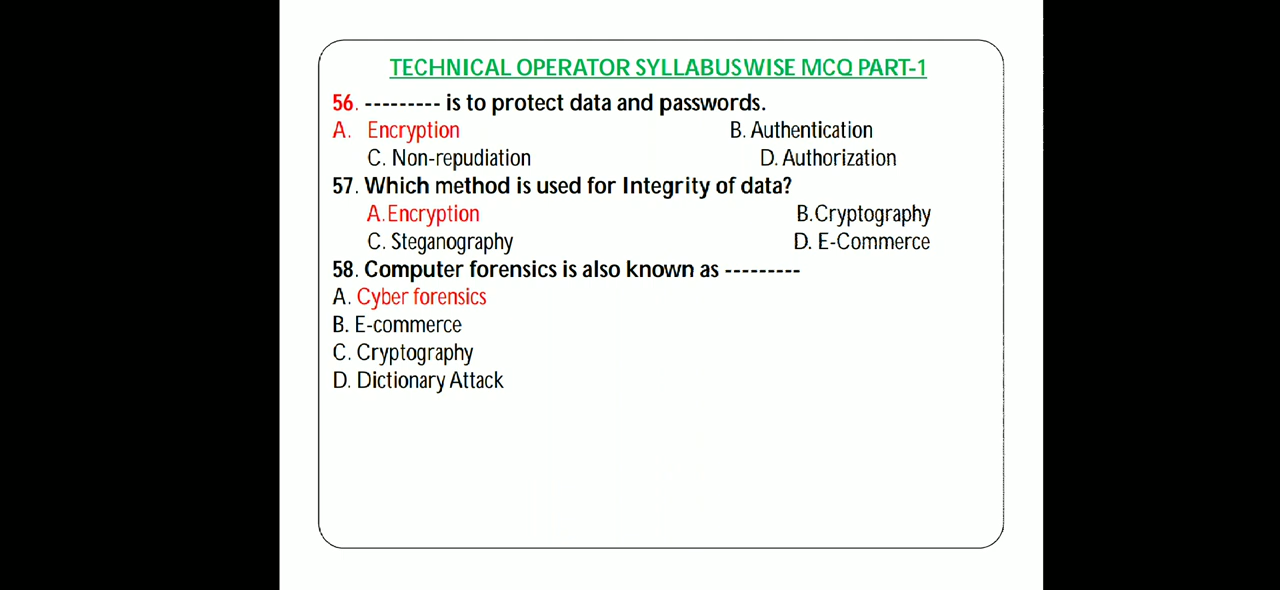 TECHNICAL OPERATOR SYLLABUSWISE MCQ PART-1
56. --------- is to protect data and passwords.
A. Encryption B. Authentication
C. Non-repudiation D. Authorization
57. Which method is used for Integrity of data?
A.Encryption B.Cryptography
C. Steganography D. E-Commerce
58. Computer forensics is also known as ---------
A. Cyber forensics
B. E-commerce
C. Cryptography
D. Dictionary Attack